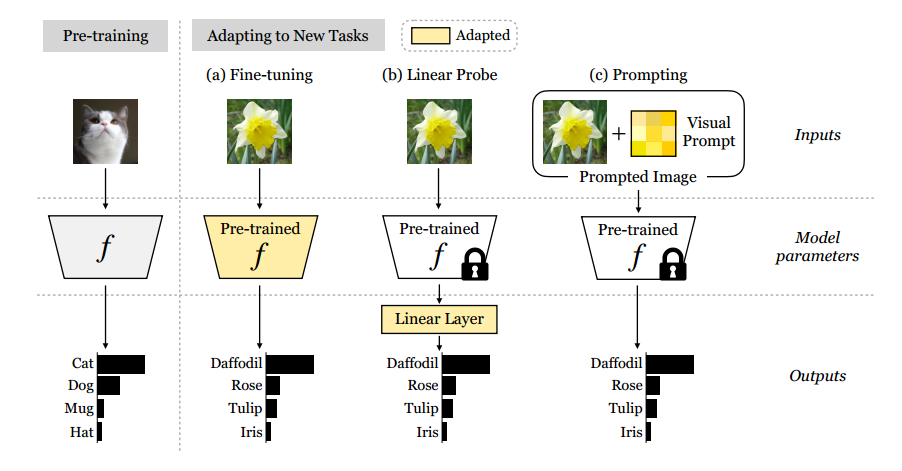 Pre-training
Adapting to New Tasks
Adapted
(a) Fine-tuning
(b) Linear Probe
(c) Prompting
+
Visual
Prompt
Prompted Image
Inputs
f
Pre-trained
f
Pre-trained
f
Pre-trained
f
Model
parameters
Linear Layer
Cat
Dog
Mug
Hat
Daffodil
Rose
Tulip
Iris
Daffodil
Rose
Tulip
Iris
Daffodil
Rose
Tulip
Iris
Outputs